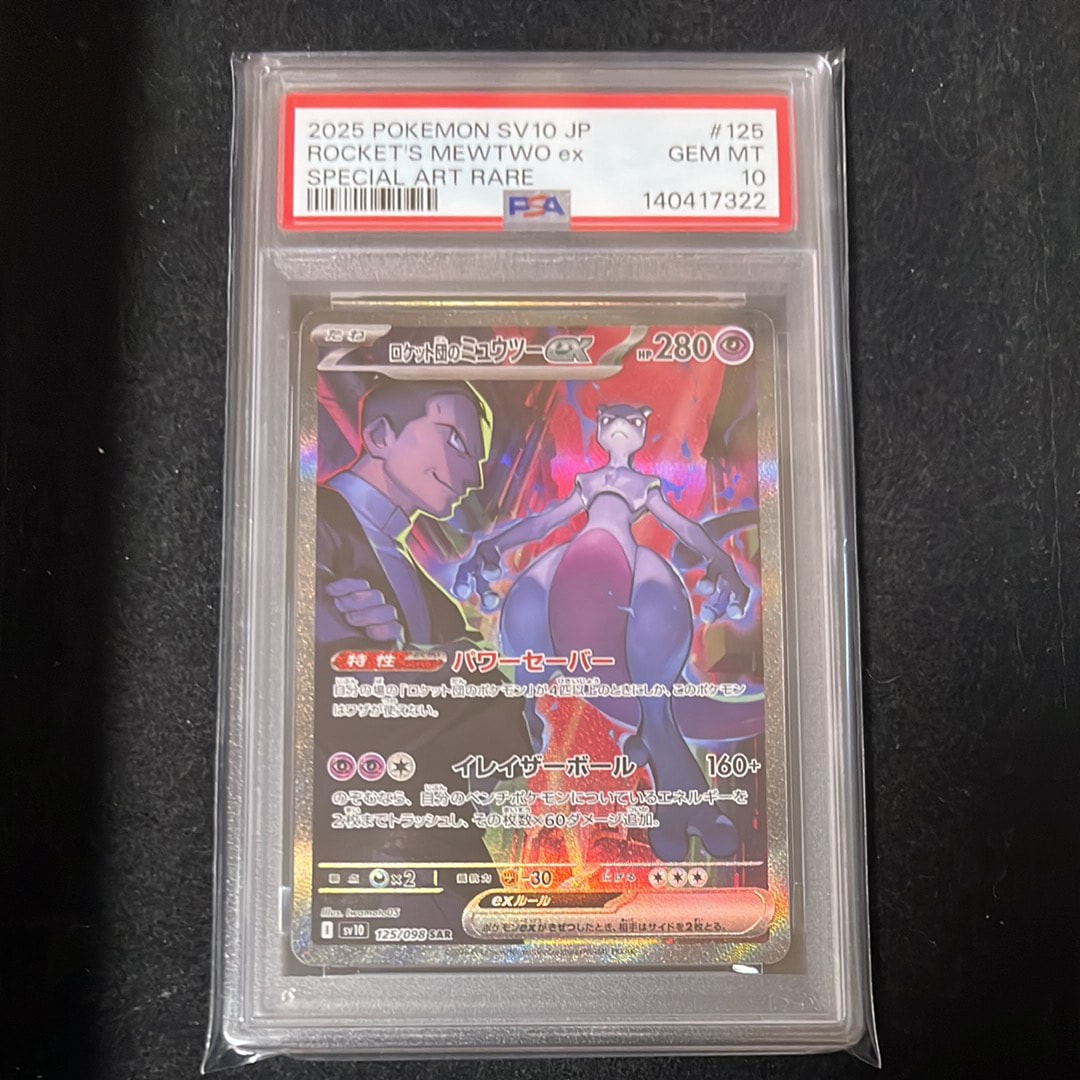 2025 POKEMON SV10 JP #125
ROCKET'S MEWTWO ex GEM MT
SPECIAL ART RARE 10
PSA 140417322
たね ロケット団のミュウツーex HP280
特性 パワーセーバー
自分の場の「ロケット団のポケモン」が4匹以上のときにしか、このポケモン
はワザが使えない。
イレイザーボール 160+
のぞむなら、自分のベンチポケモンについているエネルギーを
2枚までトラッシュし、その枚数×60ダメージ追加。
×2 抵抗力 -30 にげる
exルール
ポケモンexがきぜつしたとき、相手はサイドを2枚とる。
Illus. Iwamoto05
I sv10 125/098 SAR